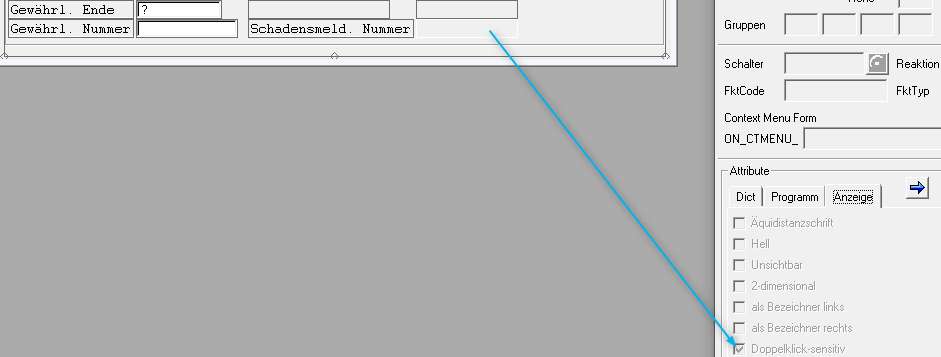 Gewährl. Ende ?
Gewährl. Nummer Schadensmeld. Nummer
Gruppen
Schalter Reaktion
FktCode FktTyp
Context Menu Form
ON_CTMENU_
Attribute
Dict Programm Anzeige
Äquidistanzschrift
Hell
Unsichtbar
2-dimensional
als Bezeichner links
als Bezeichner rechts
Doppelklick-sensitiv